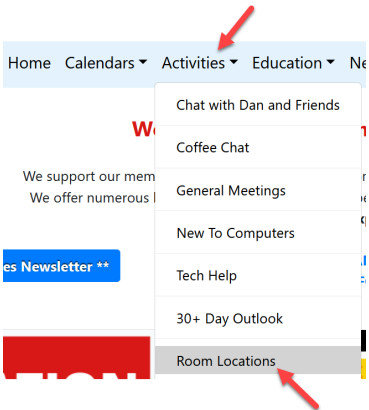 Home Calendars Activities Education
Chat with Dan and Friends
We
Coffee Chat
We support our mem
General Meetings
We offer numerous
New To Computers
es Newsletter **
Tech Help
30+ Day Outlook
Room Locations